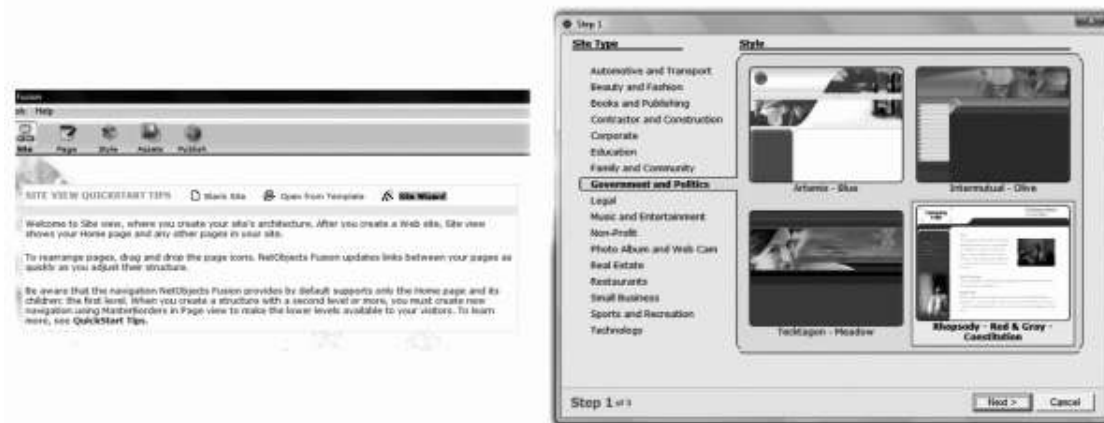 Fusion
Help
Site Page Style Assets Publish
SITE VIEW QUICKSTART TIPS Blank Site Open from Template Site Wizard
Welcome to Site view, where you create your site's architecture. After you create a Web site, Site view
shows your Home page and any other pages in your site.
To rearrange pages, drag and drop the page icons. NetObjects Fusion updates links between your pages as
quickly as you adjust their structure.
Be aware that the navigation NetObjects Fusion provides by default supports only the Home page and its
children: the first level. When you create a structure with a second level or more, you must create new
navigation using MasterBorders in Page view to make the lower levels available to your visitors. To learn
more, see QuickStart Tips.
Step 1
Site Type Style
Automotive and Transport
Beauty and Fashion
Books and Publishing
Contractor and Construction
Corporate
Education
Family and Community
Government and Politics
Legal
Music and Entertainment
Non-Profit
Photo Album and Web Cam
Real Estate
Restaurants
Small Business
Sports and Recreation
Technology
Artemis - Blue
Intermutual - Olive
Tecktagon - Meadow
Rhapsody - Red & Gray -
Constitution
Step 1 of 3
Next > Cancel